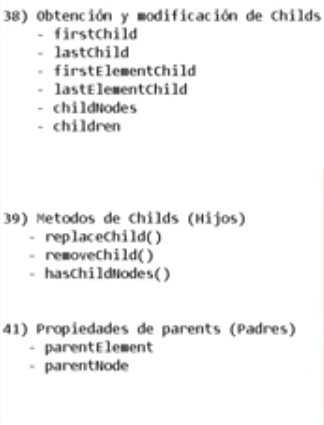 38) Obtención y modificación de Childs
- firstChild
- lastChild
- firstElementChild
- lastElementChild
- childNodes
- children
39) Metodos de Childs (Hijos)
- replaceChild()
- removeChild()
- hasChildNodes()
41) Propiedades de parents (Padres)
- parentElement
- parentNode